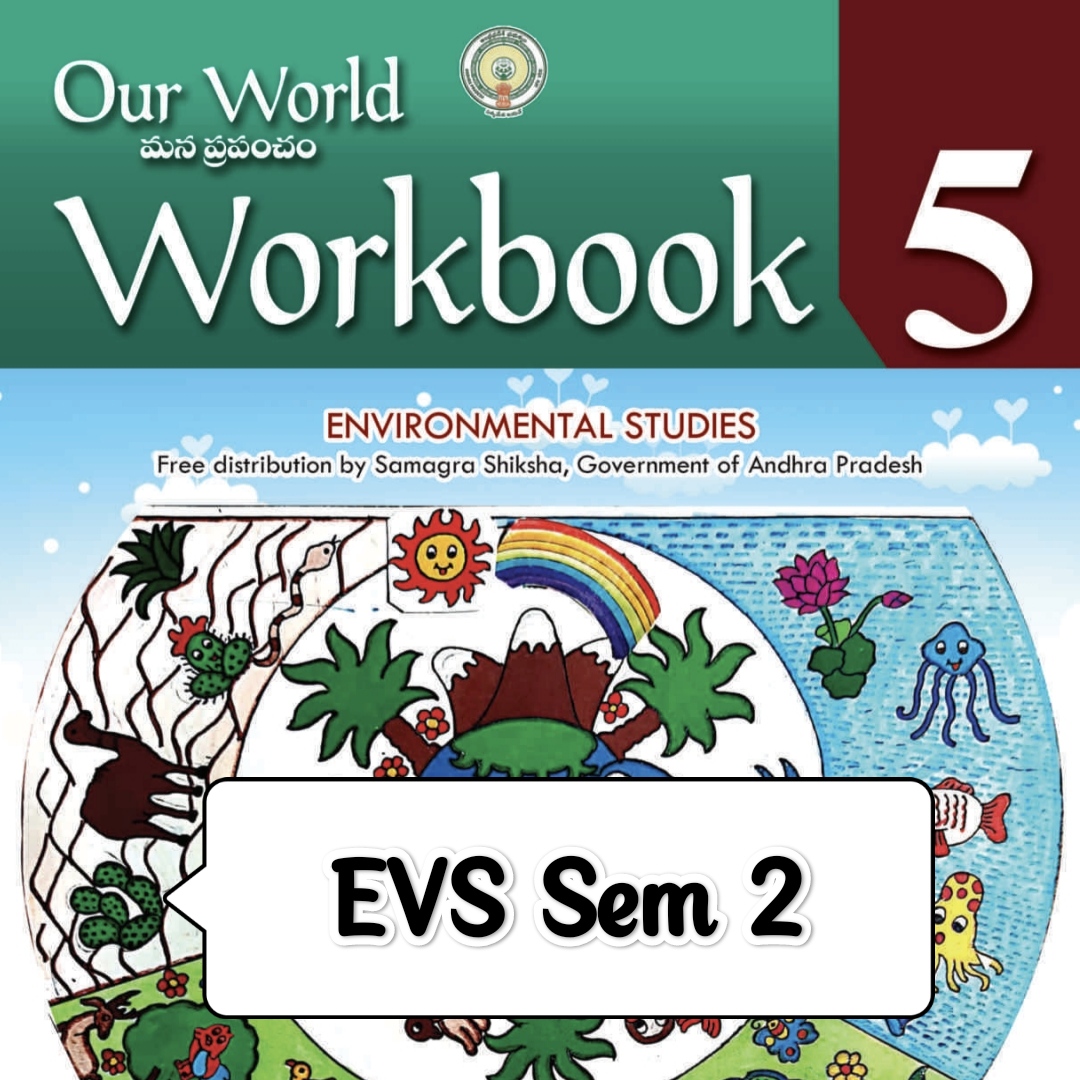 Our World
మన ప్రపంచం
Workbook
5
ENVIRONMENTAL STUDIES
Free distribution by Samagra Shiksha, Government of Andhra Pradesh
EVS Sem 2